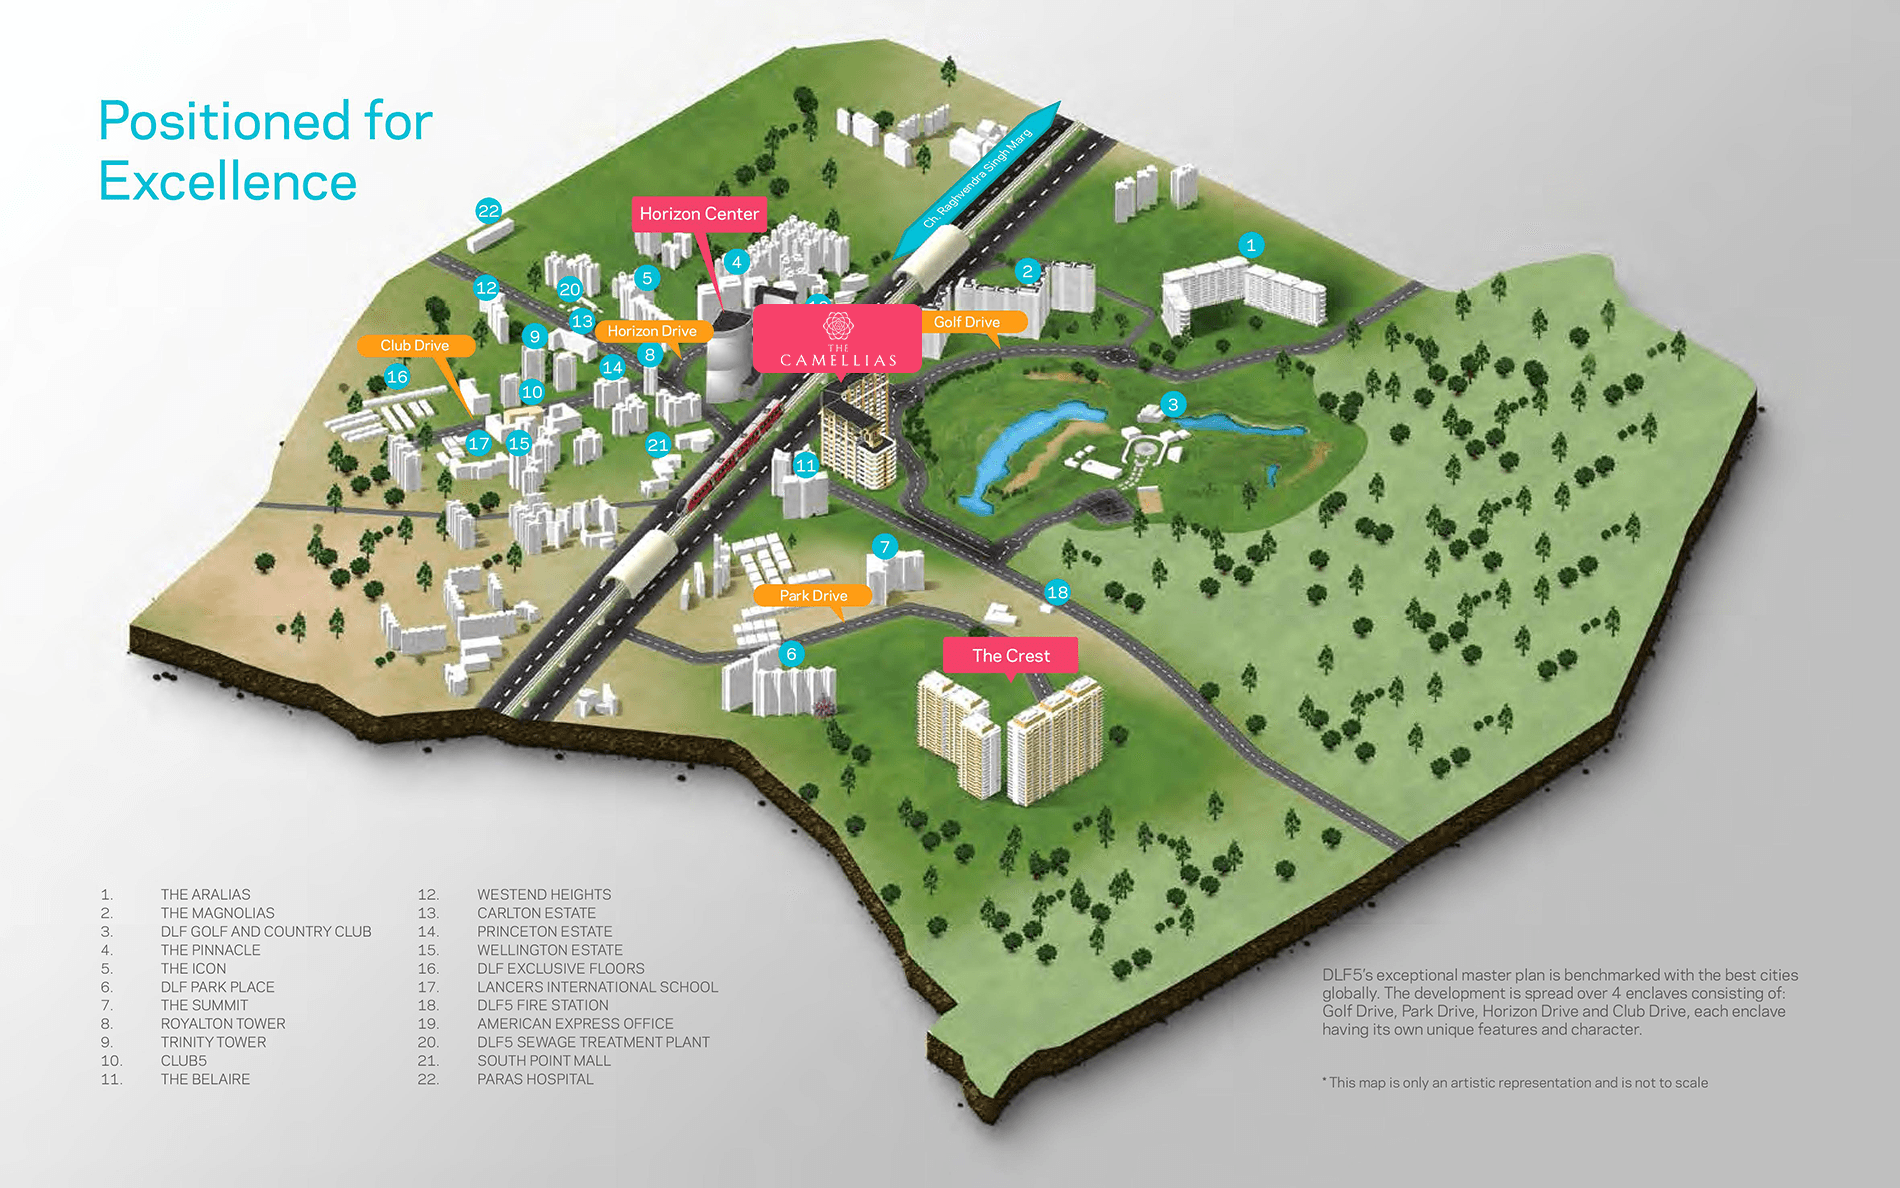 Positioned for
Excellence
Ch. Raghvendra Singh Marg
22
Horizon Center
1
4
2
5
12
20
13
Horizon Drive
Golf Drive
THE
CAMELLIAS
9
Club Drive
8
14
16
10
3
17
15
21
11
7
18
Park Drive
6
The Crest
1. THE ARALIAS
2. THE MAGNOLIAS
3. DLF GOLF AND COUNTRY CLUB
4. THE PINNACLE
5. THE ICON
6. DLF PARK PLACE
7. THE SUMMIT
8. ROYALTON TOWER
9. TRINITY TOWER
10. CLUB5
11. THE BELAIRE
12. WESTEND HEIGHTS
13. CARLTON ESTATE
14. PRINCETON ESTATE
15. WELLINGTON ESTATE
16. DLF EXCLUSIVE FLOORS
17. LANCERS INTERNATIONAL SCHOOL
18. DLF5 FIRE STATION
19. AMERICAN EXPRESS OFFICE
20. DLF5 SEWAGE TREATMENT PLANT
21. SOUTH POINT MALL
22. PARAS HOSPITAL
DLF5's exceptional master plan is benchmarked with the best cities
globally. The development is spread over 4 enclaves consisting of:
Golf Drive, Park Drive, Horizon Drive and Club Drive, each enclave
having its own unique features and character.
* This map is only an artistic representation and is not to scale